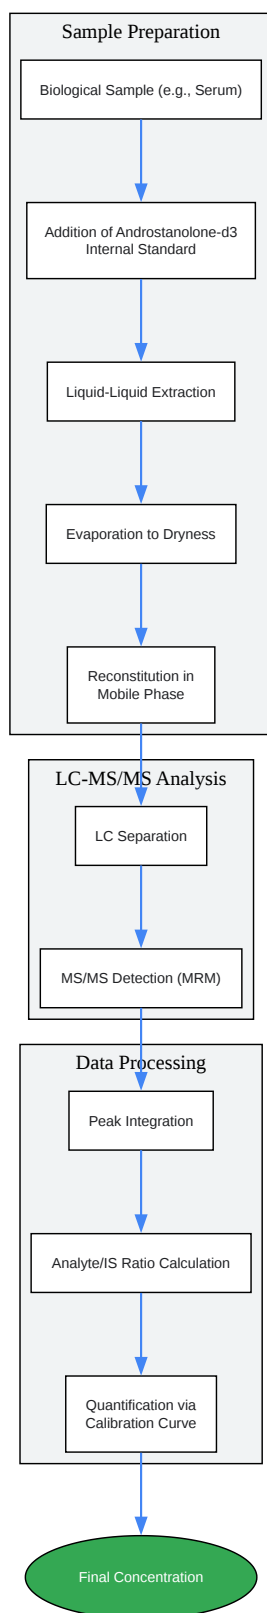 Sample Preparation
Biological Sample (e.g., Serum)
Addition of Androstanolone-d3
Internal Standard
Liquid-Liquid Extraction
Evaporation to Dryness
Reconstitution in
Mobile Phase
LC-MS/MS Analysis
LC Separation
MS/MS Detection (MRM)
Data Processing
Peak Integration
Analyte/IS Ratio Calculation
Quantification via
Calibration Curve
Final Concentration